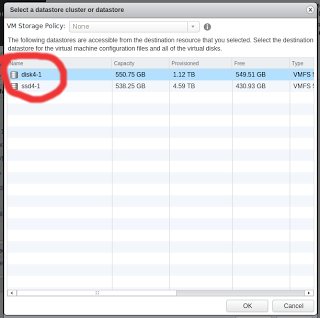 Select a datastore cluster or datastore
VM Storage Policy: None
The following datastores are accessible from the destination resource that you selected. Select the destination
datastore for the virtual machine configuration files and all of the virtual disks.
Name Capacity Provisioned Free Type
disk4-1 550.75 GB 1.12 TB 549.51 GB VMFS 5
ssd4-1 538.25 GB 4.59 TB 430.93 GB VMFS 5
OK Cancel